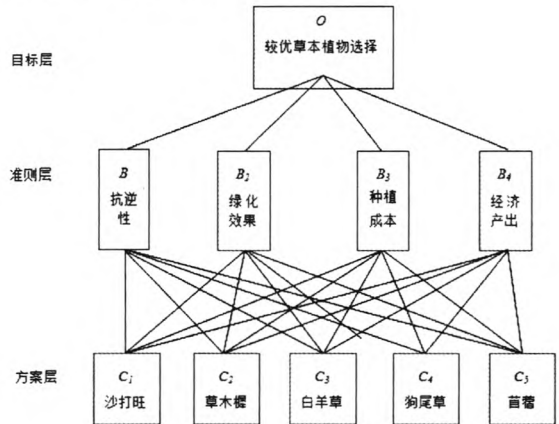 O
较优草本植物选择
目标层
准则层
B
抗逆
性
B2
绿化
效果
B3
种植
成本
B4
经济
产出
方案层
C1
沙打旺
C2
草木樨
C3
白羊草
C4
狗尾草
C5
苜蓿